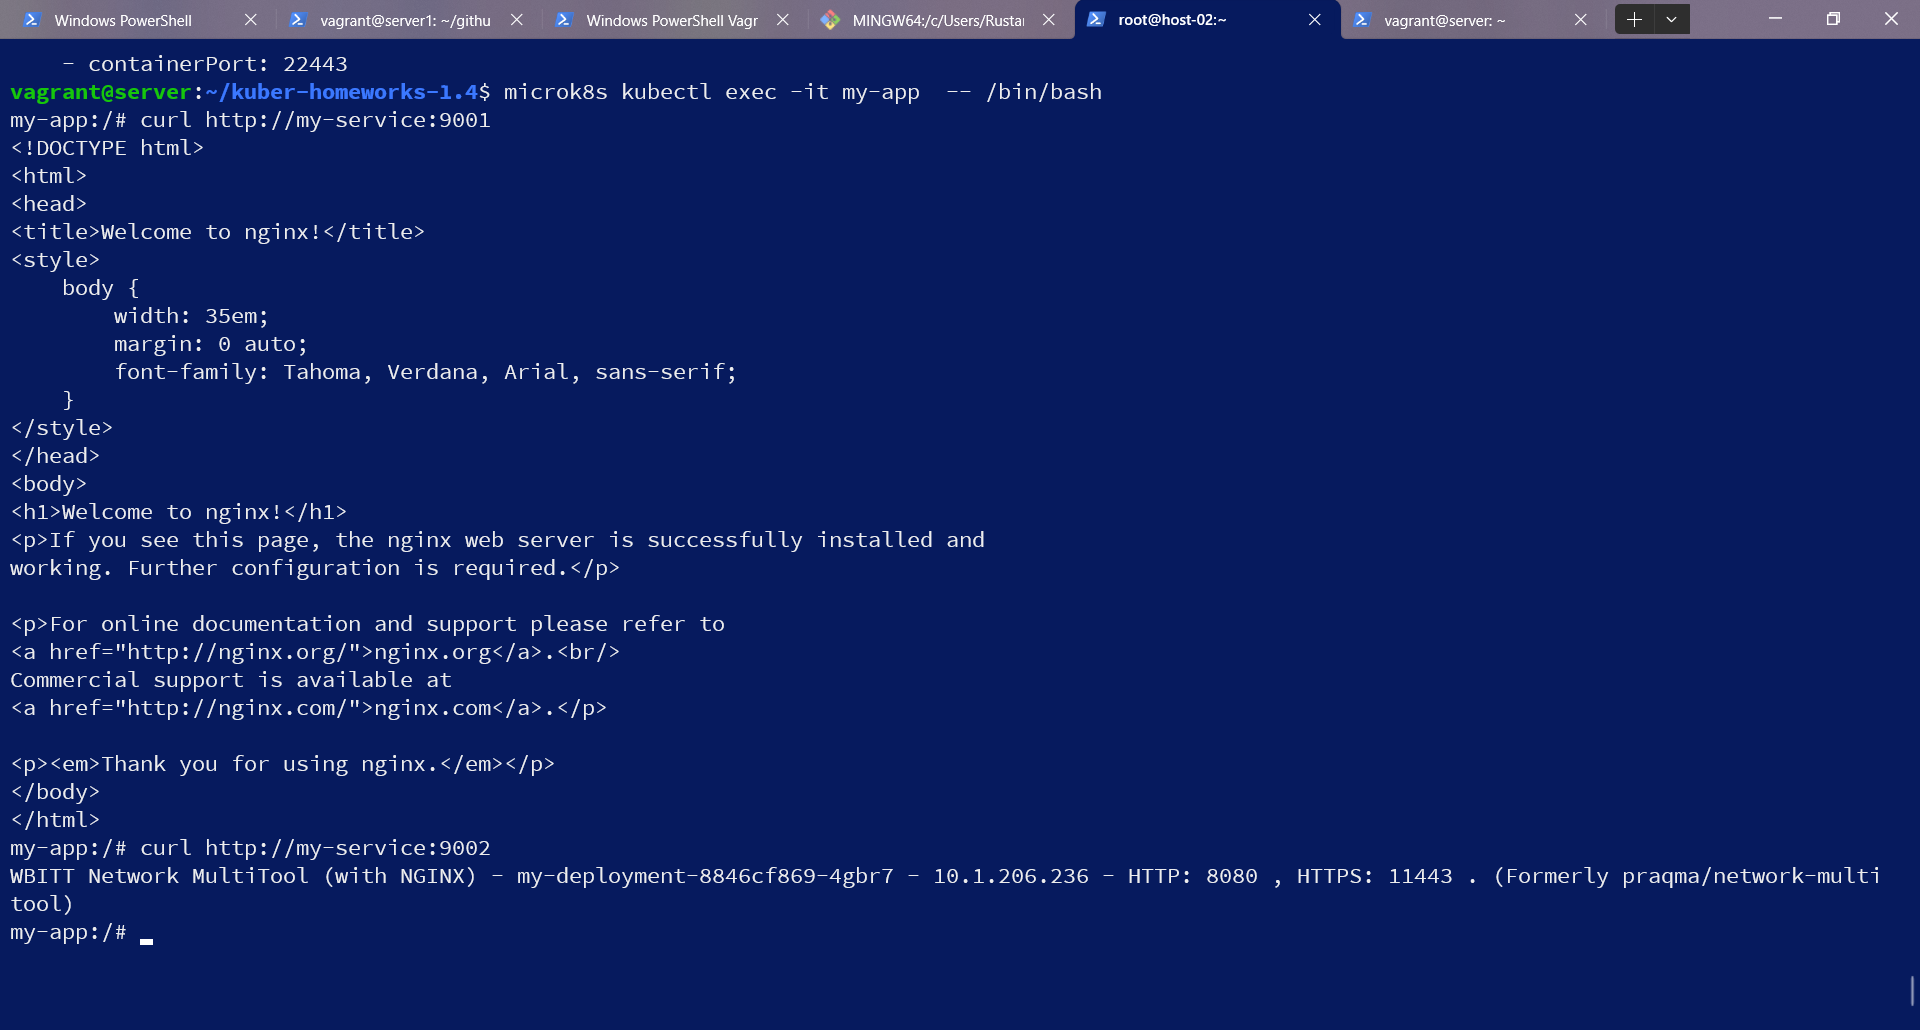 Windows PowerShell
vagrant@server1: ~/githu
Windows PowerShell Vagr
MINGW64:/c/Users/Rusta
root@host-02:~
vagrant@server: ~
- containerPort: 22443
vagrant@server:~/kuber-homeworks-1.4$ microk8s kubectl exec -it my-app  -- /bin/bash
my-app:/# curl http://my-service:9001
<!DOCTYPE html>
<html>
<head>
<title>Welcome to nginx!</title>
<style>
    body {
        width: 35em;
        margin: 0 auto;
        font-family: Tahoma, Verdana, Arial, sans-serif;
    }
</style>
</head>
<body>
<h1>Welcome to nginx!</h1>
<p>If you see this page, the nginx web server is successfully installed and
working. Further configuration is required.</p>

<p>For online documentation and support please refer to
<a href="http://nginx.org/">nginx.org</a>.<br/>
Commercial support is available at
<a href="http://nginx.com/">nginx.com</a>.</p>

<p><em>Thank you for using nginx.</em></p>
</body>
</html>
my-app:/# curl http://my-service:9002
WBITT Network MultiTool (with NGINX) - my-deployment-8846cf869-4gbr7 - 10.1.206.236 - HTTP: 8080 , HTTPS: 11443 . (Formerly praqma/network-multi
tool)
my-app:/#